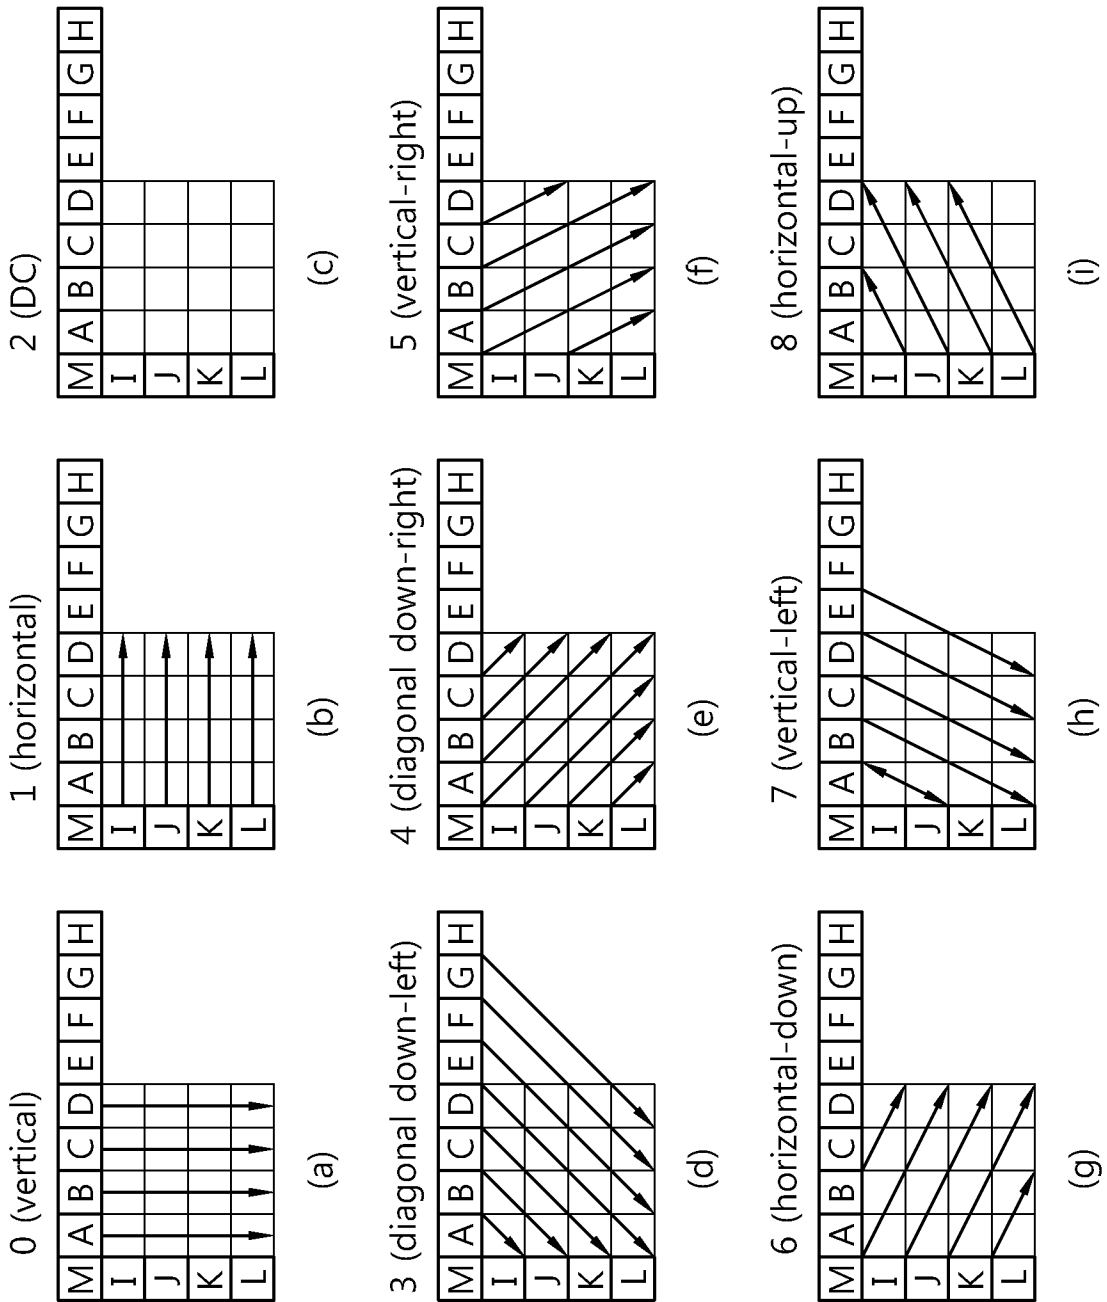 0 (vertical)
M A B C D E F G H
I
J
K
L
(a)
1 (horizontal)
M A B C D E F G H
I
J
K
L
(b)
2 (DC)
M A B C D E F G H
I
J
K
L
(c)
3 (diagonal down-left)
M A B C D E F G H
I
J
K
L
(d)
4 (diagonal down-right)
M A B C D E F G H
I
J
K
L
(e)
5 (vertical-right)
M A B C D E F G H
I
J
K
L
(f)
6 (horizontal-down)
M A B C D E F G H
I
J
K
L
(g)
7 (vertical-left)
M A B C D E F G H
I
J
K
L
(h)
8 (horizontal-up)
M A B C D E F G H
I
J
K
L
(i)